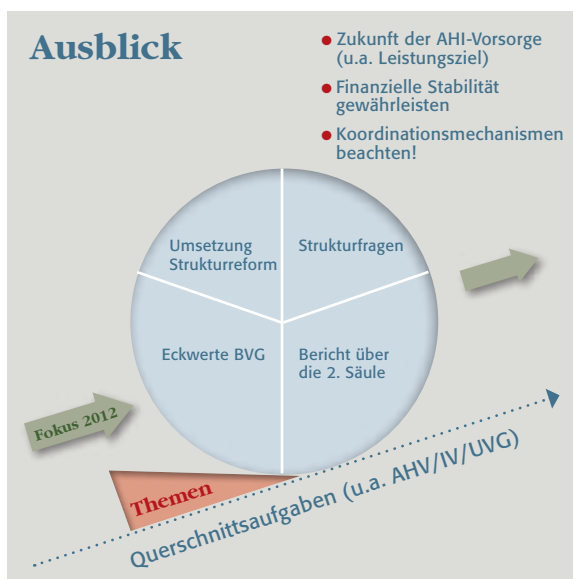 Ausblick
• Zukunft der AHI-Vorsorge
(u.a. Leistungsziel)
• Finanzielle Stabilität
gewährleisten
• Koordinationsmechanismen
beachten!
Umsetzung
Strukturreform
Strukturfragen
Eckwerte BVG
Bericht über
die 2. Säule
Fokus 2012
Themen
Querschnittsaufgaben (u.a. AHV/IV/UVG)